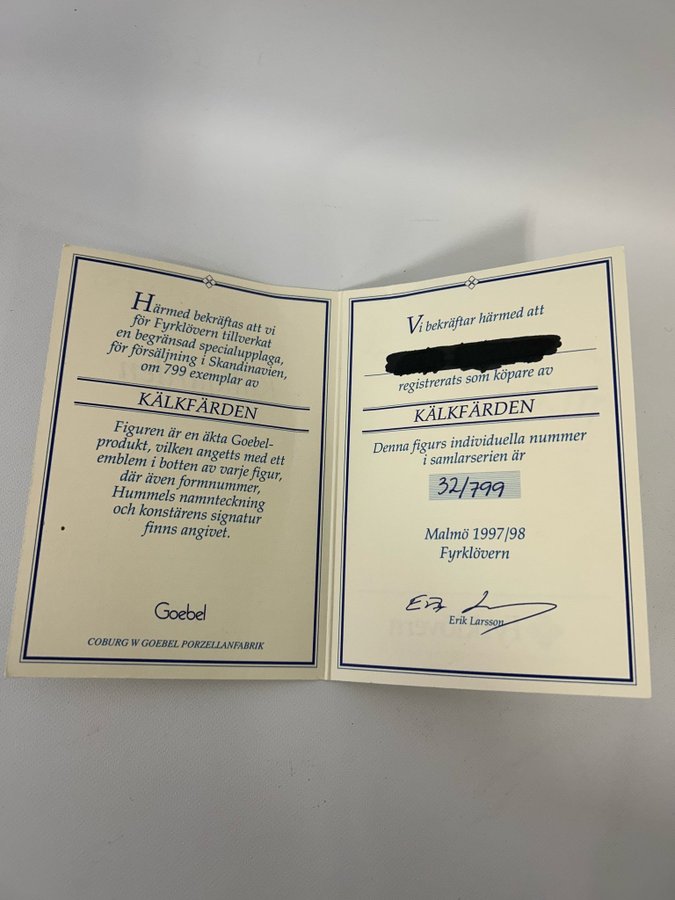 Härmed bekräftas att vi
för Fyrklövern tillverkat
en begränsad specialupplaga,
för försäljning i Skandinavien,
om 799 exemplar av
KÄLKFÄRDEN
Figuren är en äkta Goebel-
produkt, vilken angetts med ett
emblem i botten av varje figur,
där även formnummer,
Hummels namnteckning
och konstärens signatur
finns angivet.
Goebel
COBURG W GOEBEL PORZELLANFABRIK
Vi bekräftar härmed att
registrerats som köpare av
KÄLKFÄRDEN
Denna figurs individuella nummer
i samlarserien är
32/799
Malmö 1997/98
Fyrklövern
Erik Larsson